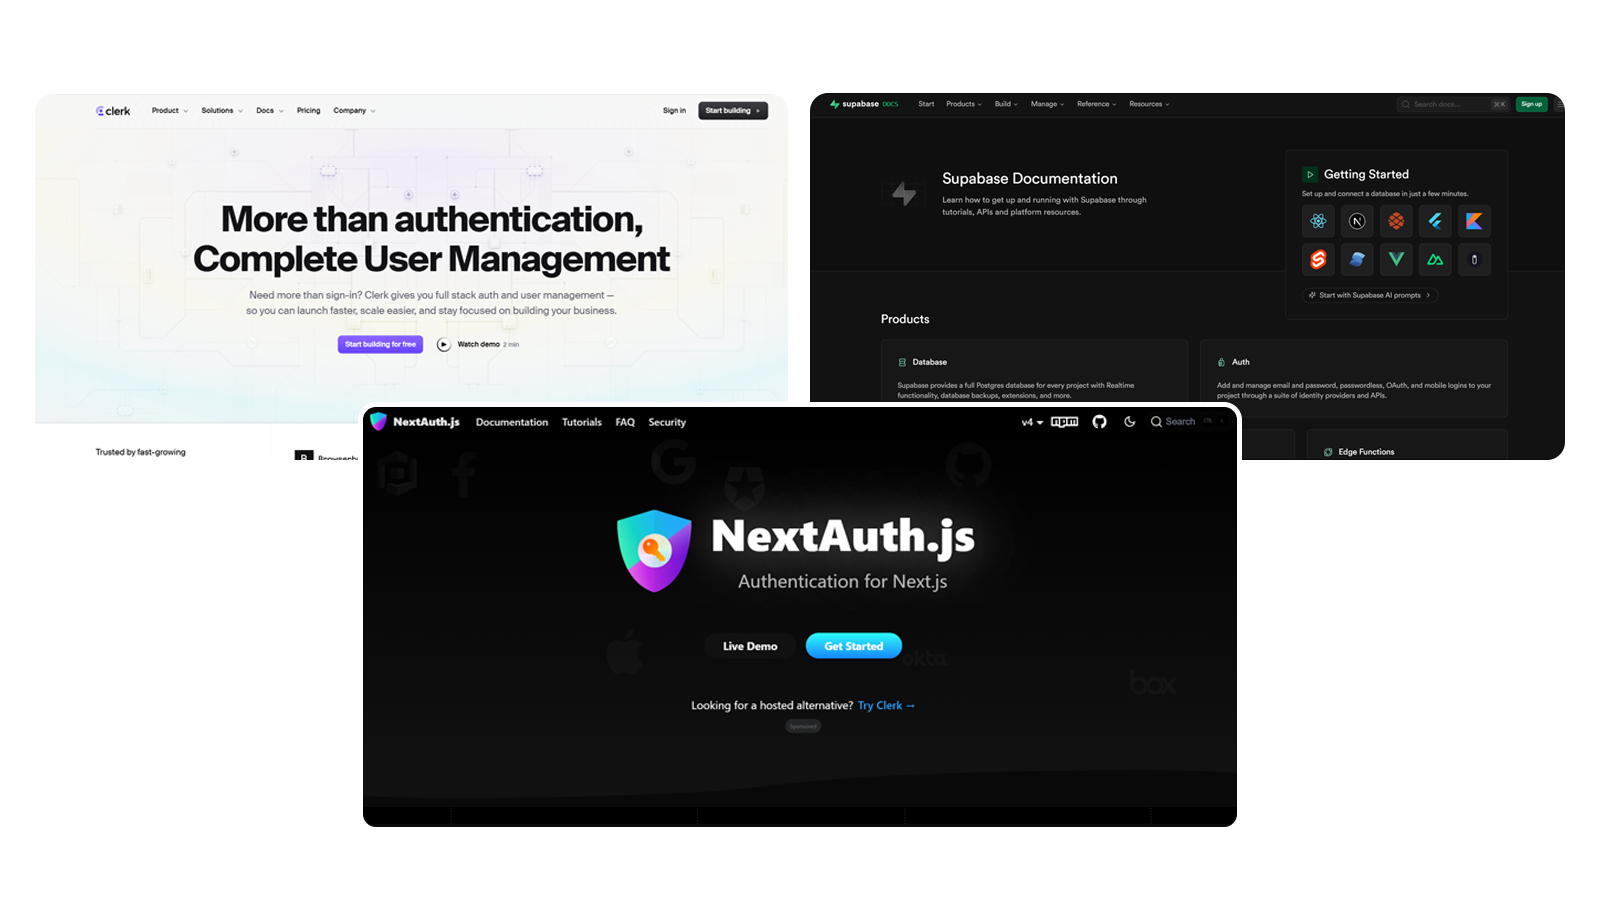 clerk Product Solutions Docs Pricing Company Sign in Start building
More than authentication,
Complete User Management
Need more than sign-in? Clerk gives you full stack auth and user management —
so you can launch faster, scale easier, and stay focused on building your business.
Start building for free Watch demo 2 min
Trusted by fast-growing
supabase DOCS Start Products Build Manage Reference Resources Search docs... ⌘K Sign up
Supabase Documentation
Learn how to get up and running with Supabase through
tutorials, APIs and platform resources.
Getting Started
Set up and connect a database in just a few minutes.
Start with Supabase AI prompts
Products
Database
Supabase provides a full Postgres database for every project with Realtime
functionality, database backups, extensions, and more.
Auth
Add and manage email and password, passwordless, OAuth, and mobile logins to your
project through a suite of identity providers and APIs.
Edge Functions
NextAuth.js Documentation Tutorials FAQ Security v4 npm Search
NextAuth.js
Authentication for Next.js
Live Demo Get Started
okta
box
Looking for a hosted alternative? Try Clerk →
Sponsored